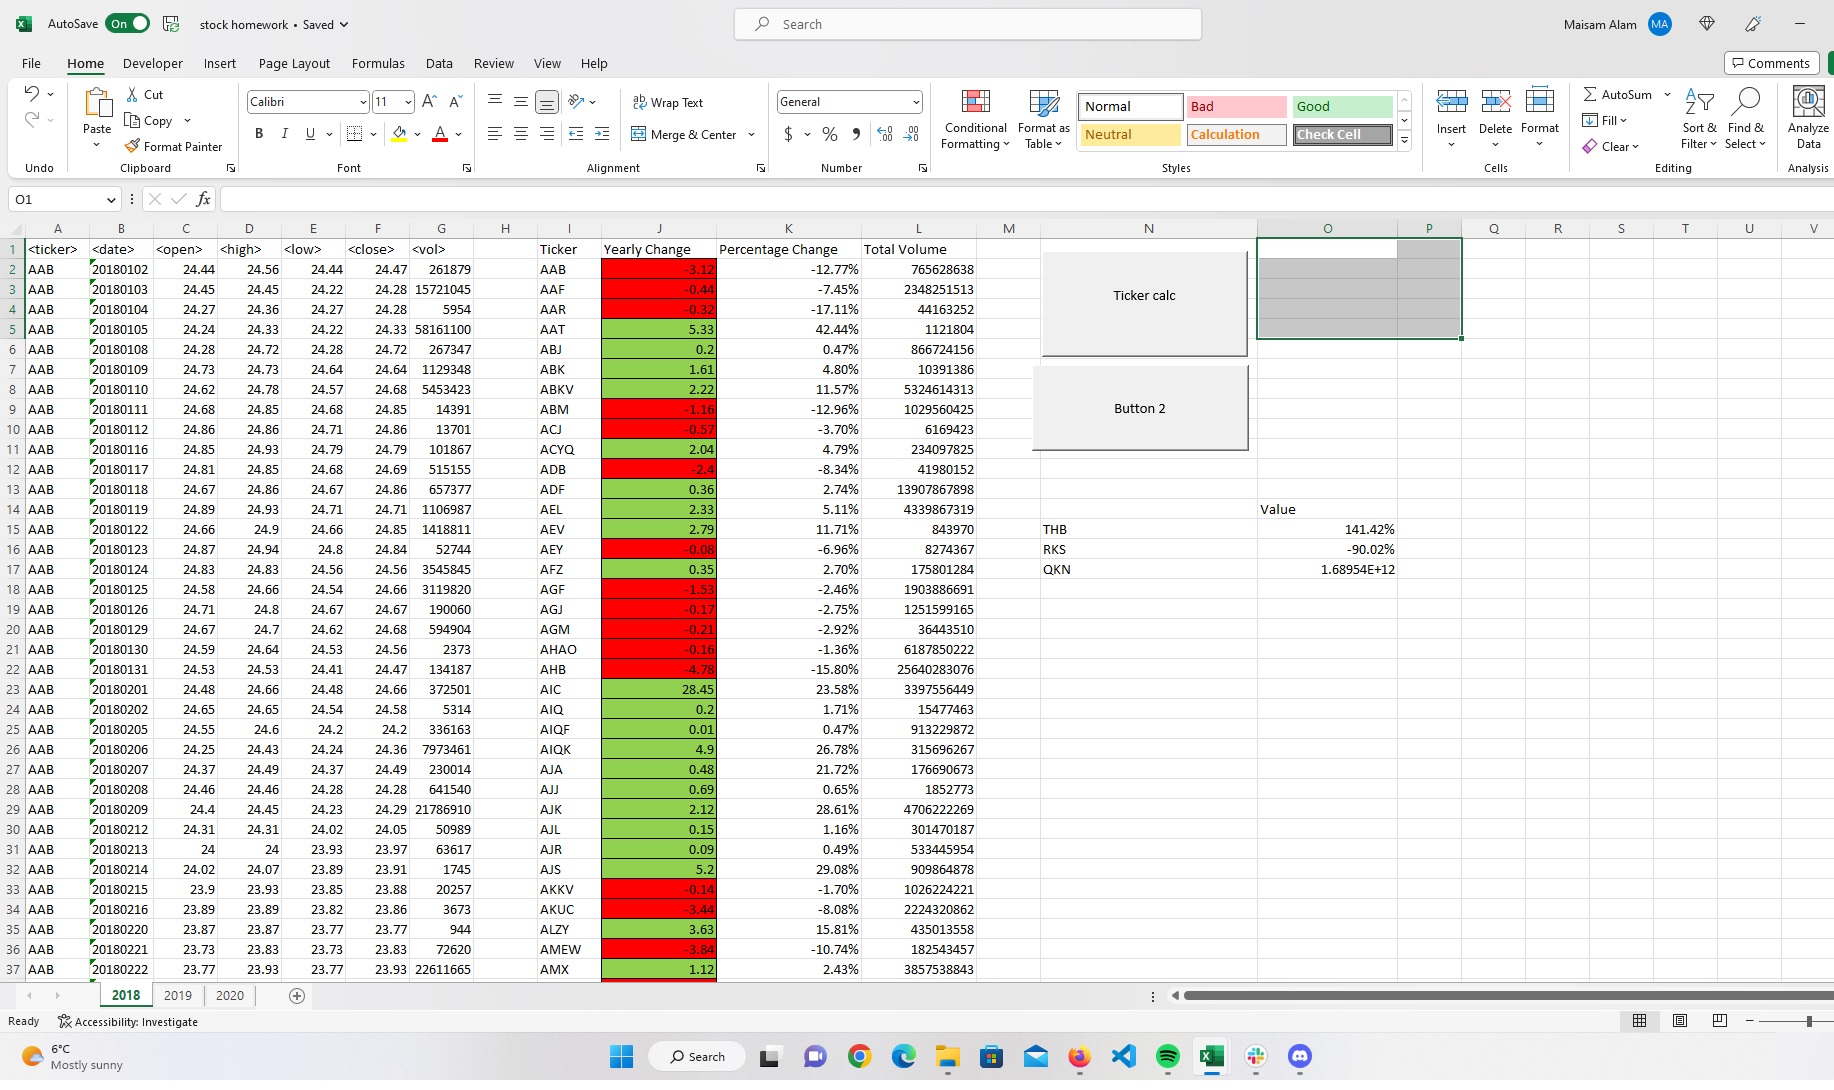 AutoSave On stock homework • Saved Search Maisam Alam MA
File Home Developer Insert Page Layout Formulas Data Review View Help Comments
Undo
Paste Cut Copy Format Painter Clipboard
Calibri 11 B I U A Font
Wrap Text Merge & Center Alignment
General $ % Number
Conditional Formatting Format as Table
Normal Bad Good
Neutral Calculation Check Cell
Styles
Insert Delete Format Cells
AutoSum Fill Clear Sort & Filter Find & Select Editing
Analyze Data Analysis
O1 fx
A B C D E F G H I J K L M N O P Q R S T U V
1 <ticker> <date> <open> <high> <low> <close> <vol> Ticker Yearly Change Percentage Change Total Volume
2 AAB 20180102 24.44 24.56 24.44 24.47 261879 AAB -3.12 -12.77% 765628638
3 AAB 20180103 24.45 24.45 24.22 24.28 15721045 AAF -0.44 -7.45% 2348251513 Ticker calc
4 AAB 20180104 24.27 24.36 24.27 24.28 5954 AAR -0.32 -17.11% 44163252
5 AAB 20180105 24.24 24.33 24.22 24.33 58161100 AAT 5.33 42.44% 1121804
6 AAB 20180108 24.28 24.72 24.28 24.72 267347 ABJ 0.2 0.47% 866724156
7 AAB 20180109 24.73 24.73 24.64 24.64 1129348 ABK 1.61 4.80% 10391386
8 AAB 20180110 24.62 24.78 24.57 24.68 5453423 ABKV 2.22 11.57% 5324614313
9 AAB 20180111 24.68 24.85 24.68 24.85 14391 ABM -1.16 -12.96% 1029560425 Button 2
10 AAB 20180112 24.86 24.86 24.71 24.86 13701 ACJ -0.57 -3.70% 6169423
11 AAB 20180116 24.85 24.93 24.79 24.79 101867 ACYQ 2.04 4.79% 234097825
12 AAB 20180117 24.81 24.85 24.68 24.69 515155 ADB -2.4 -8.34% 41980152
13 AAB 20180118 24.67 24.86 24.67 24.86 657377 ADF 0.36 2.74% 13907867898
14 AAB 20180119 24.89 24.93 24.71 24.71 1106987 AEL 2.33 5.11% 4339867319 Value
15 AAB 20180122 24.66 24.9 24.66 24.85 1418811 AEV 2.79 11.71% 843970 THB 141.42%
16 AAB 20180123 24.87 24.94 24.8 24.84 52744 AEY -0.08 -6.96% 8274367 RKS -90.02%
17 AAB 20180124 24.83 24.83 24.56 24.56 3545845 AFZ 0.35 2.70% 175801284 QKN 1.68954E+12
18 AAB 20180125 24.58 24.66 24.54 24.66 3119820 AGF -1.53 -2.46% 1903886691
19 AAB 20180126 24.71 24.8 24.67 24.67 190060 AGJ -0.17 -2.75% 1251599165
20 AAB 20180129 24.67 24.7 24.62 24.68 594904 AGM -0.21 -2.92% 36443510
21 AAB 20180130 24.59 24.64 24.53 24.56 2373 AHAO -0.16 -1.36% 6187850222
22 AAB 20180131 24.53 24.53 24.41 24.47 134187 AHB -4.78 -15.80% 25640283076
23 AAB 20180201 24.48 24.66 24.48 24.66 372501 AIC 28.45 23.58% 3397556449
24 AAB 20180202 24.65 24.65 24.54 24.58 5314 AIQ 0.2 1.71% 15477463
25 AAB 20180205 24.55 24.6 24.2 24.2 336163 AIQF 0.01 0.47% 913229872
26 AAB 20180206 24.25 24.43 24.24 24.36 7973461 AIQK 4.9 26.78% 315696267
27 AAB 20180207 24.37 24.49 24.37 24.49 230014 AJA 0.48 21.72% 176690673
28 AAB 20180208 24.46 24.46 24.28 24.28 641540 AJJ 0.69 0.65% 1852773
29 AAB 20180209 24.4 24.45 24.23 24.29 21786910 AJK 2.12 28.61% 4706222269
30 AAB 20180212 24.31 24.31 24.02 24.05 50989 AJL 0.15 1.16% 301470187
31 AAB 20180213 24 24 23.93 23.97 63617 AJR 0.09 0.49% 533445954
32 AAB 20180214 24.02 24.07 23.89 23.91 1745 AJS 5.2 29.08% 909864878
33 AAB 20180215 23.9 23.93 23.85 23.88 20257 AKKV -0.14 -1.70% 1026224221
34 AAB 20180216 23.89 23.89 23.82 23.86 3673 AKUC -3.44 -8.08% 2224320862
35 AAB 20180220 23.87 23.87 23.77 23.77 944 ALZY 3.63 15.81% 435013558
36 AAB 20180221 23.73 23.83 23.73 23.83 72620 AMEW -3.84 -10.74% 182543457
37 AAB 20180222 23.77 23.93 23.77 23.93 22611665 AMX 1.12 2.43% 3857538843
2018 2019 2020
Ready Accessibility: Investigate
6°C
Mostly sunny
Search